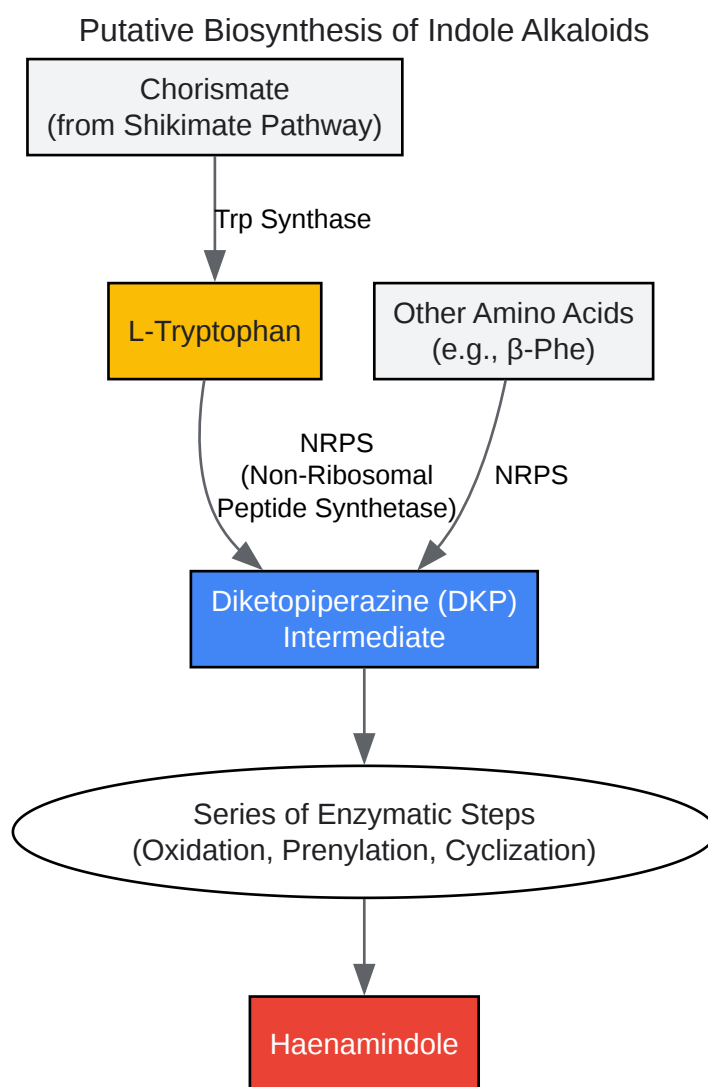 Putative Biosynthesis of Indole Alkaloids
Chorismate
(from Shikimate Pathway)
Trp Synthase
L-Tryptophan
Other Amino Acids
(e.g., β-Phe)
NRPS
(Non-Ribosomal
Peptide Synthetase)
NRPS
Diketopiperazine (DKP)
Intermediate
Series of Enzymatic Steps
(Oxidation, Prenylation, Cyclization)
Haenamindole